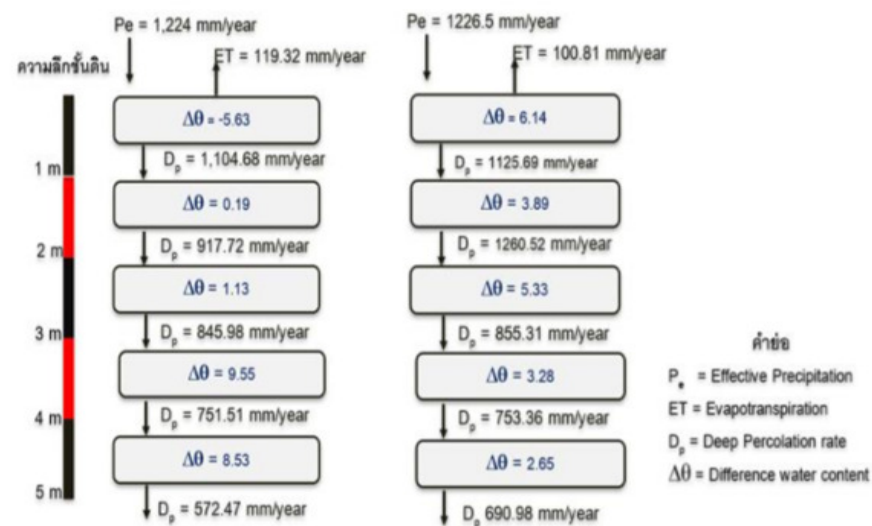 Pe = 1,224 mm/year
ET = 119.32 mm/year
ความลึกชั้นดิน
Δθ = -5.63
1 m
Dp = 1,104.68 mm/year
Δθ = 0.19
2 m
Dp = 917.72 mm/year
Δθ = 1.13
3 m
Dp = 845.98 mm/year
Δθ = 9.55
4 m
Dp = 751.51 mm/year
Δθ = 8.53
5 m
Dp = 572.47 mm/year
Pe = 1226.5 mm/year
ET = 100.81 mm/year
Δθ = 6.14
Dp = 1125.69 mm/year
Δθ = 3.89
Dp = 1260.52 mm/year
Δθ = 5.33
Dp = 855.31 mm/year
Δθ = 3.28
Dp = 753.36 mm/year
Δθ = 2.65
Dp 690.98 mm/year
คำย่อ
Pe = Effective Precipitation
ET = Evapotranspiration
Dp = Deep Percolation rate
Δθ = Difference water content